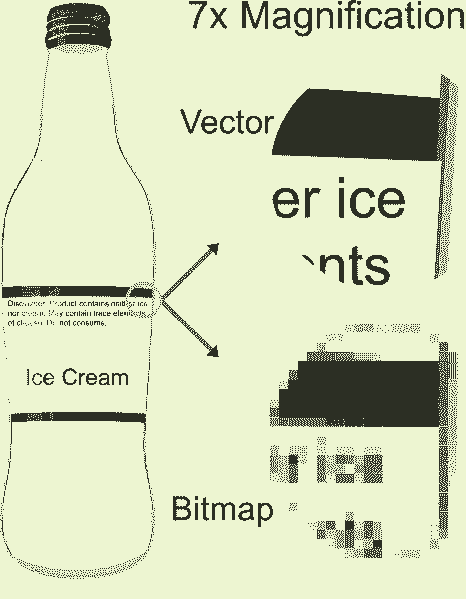 7x Magnification
Vector
er ice
nts
Disclaimer: Product contains neither ice
nor cream. May contain trace elements
of cheese. Do not consume.
Ice Cream
Bitmap